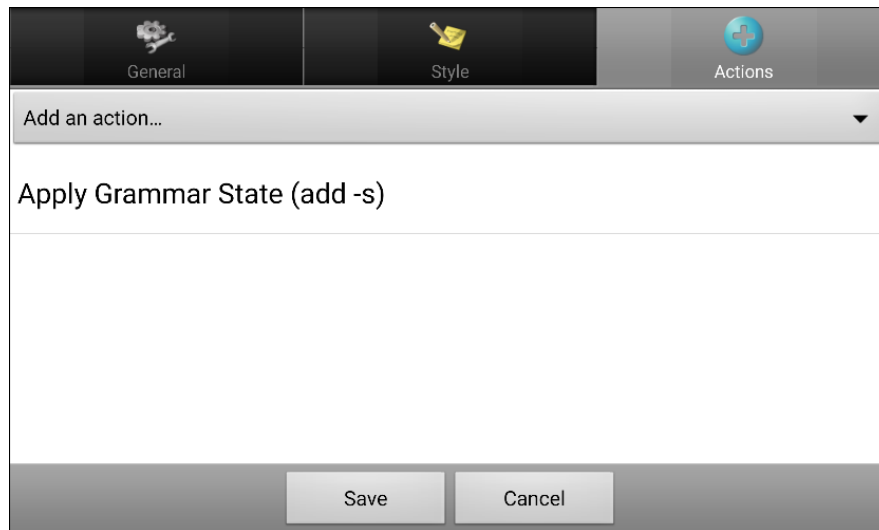 General
Style
Actions
Add an action...
Apply Grammar State (add -s)
Save
Cancel